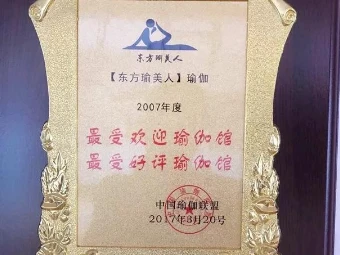 东方瑜美人
【东方瑜美人】瑜伽
2007年度
最受欢迎瑜伽馆
最受好评瑜伽馆
中国瑜伽联盟
2017年8月20号